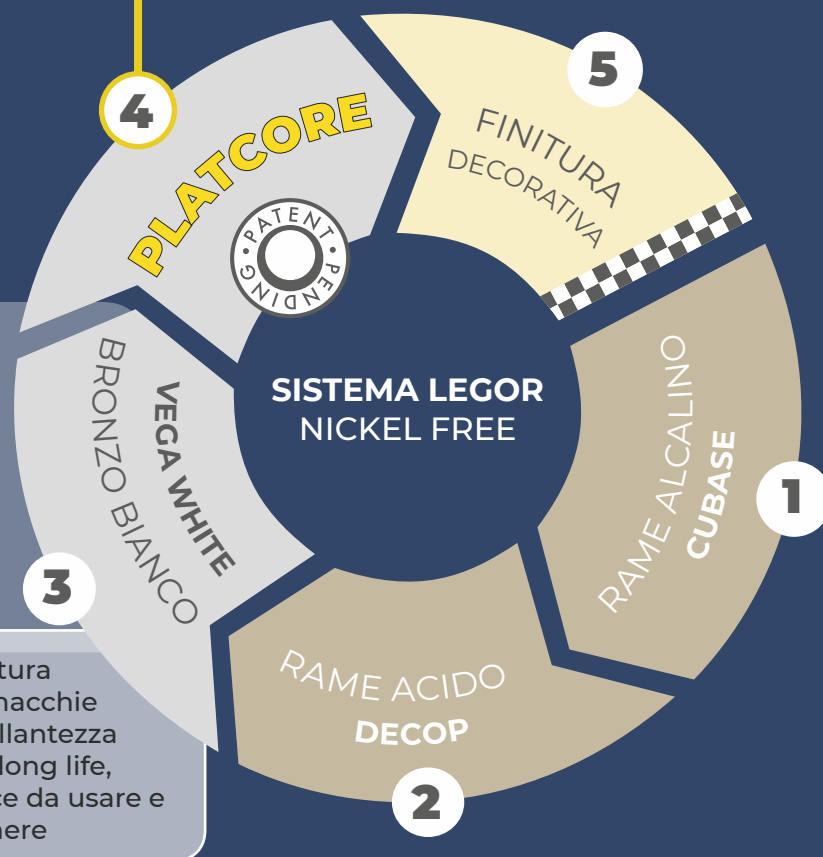 4
PLATCORE
PATENT
PENDING
5
FINITURA
DECORATIVA
SISTEMA LEGOR
NICKEL FREE
1
RAME ALCALINO
CUBASE
2
RAME ACIDO
DECOP
3
VEGA WHITE
BRONZO BIANCO
tura
nacchie
llantezza
long life,
ce da usare e
nere